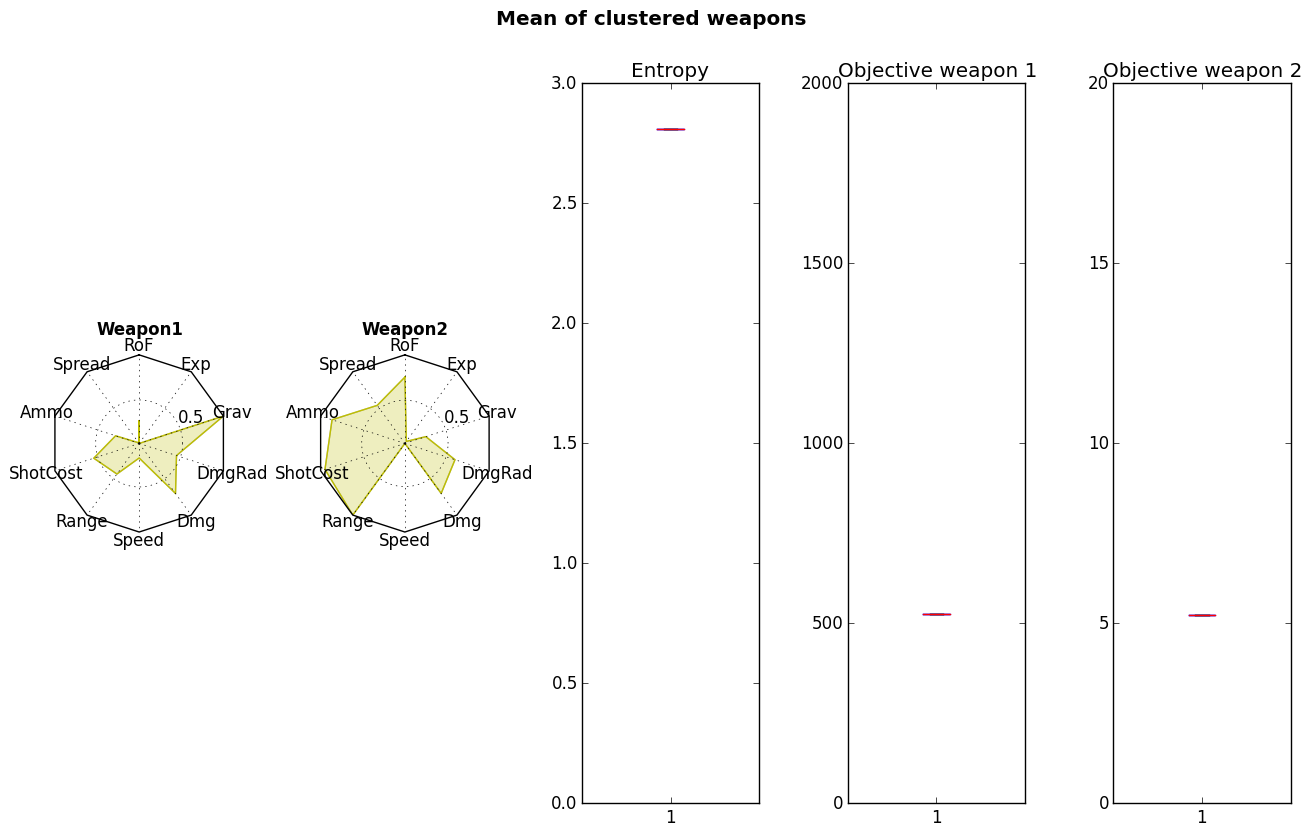 Mean of clustered weapons
Weapon1
RoF
Exp
Grav
DmgRad
Dmg
Speed
Range
ShotCost
Ammo
Spread
0.5
Weapon2
RoF
Exp
Grav
DmgRad
Dmg
Speed
Range
ShotCost
Ammo
Spread
0.5
Entropy
3.0
2.5
2.0
1.5
1.0
0.5
0.0
1
Objective weapon 1
2000
1500
1000
500
0
1
Objective weapon 2
20
15
10
5
0
1